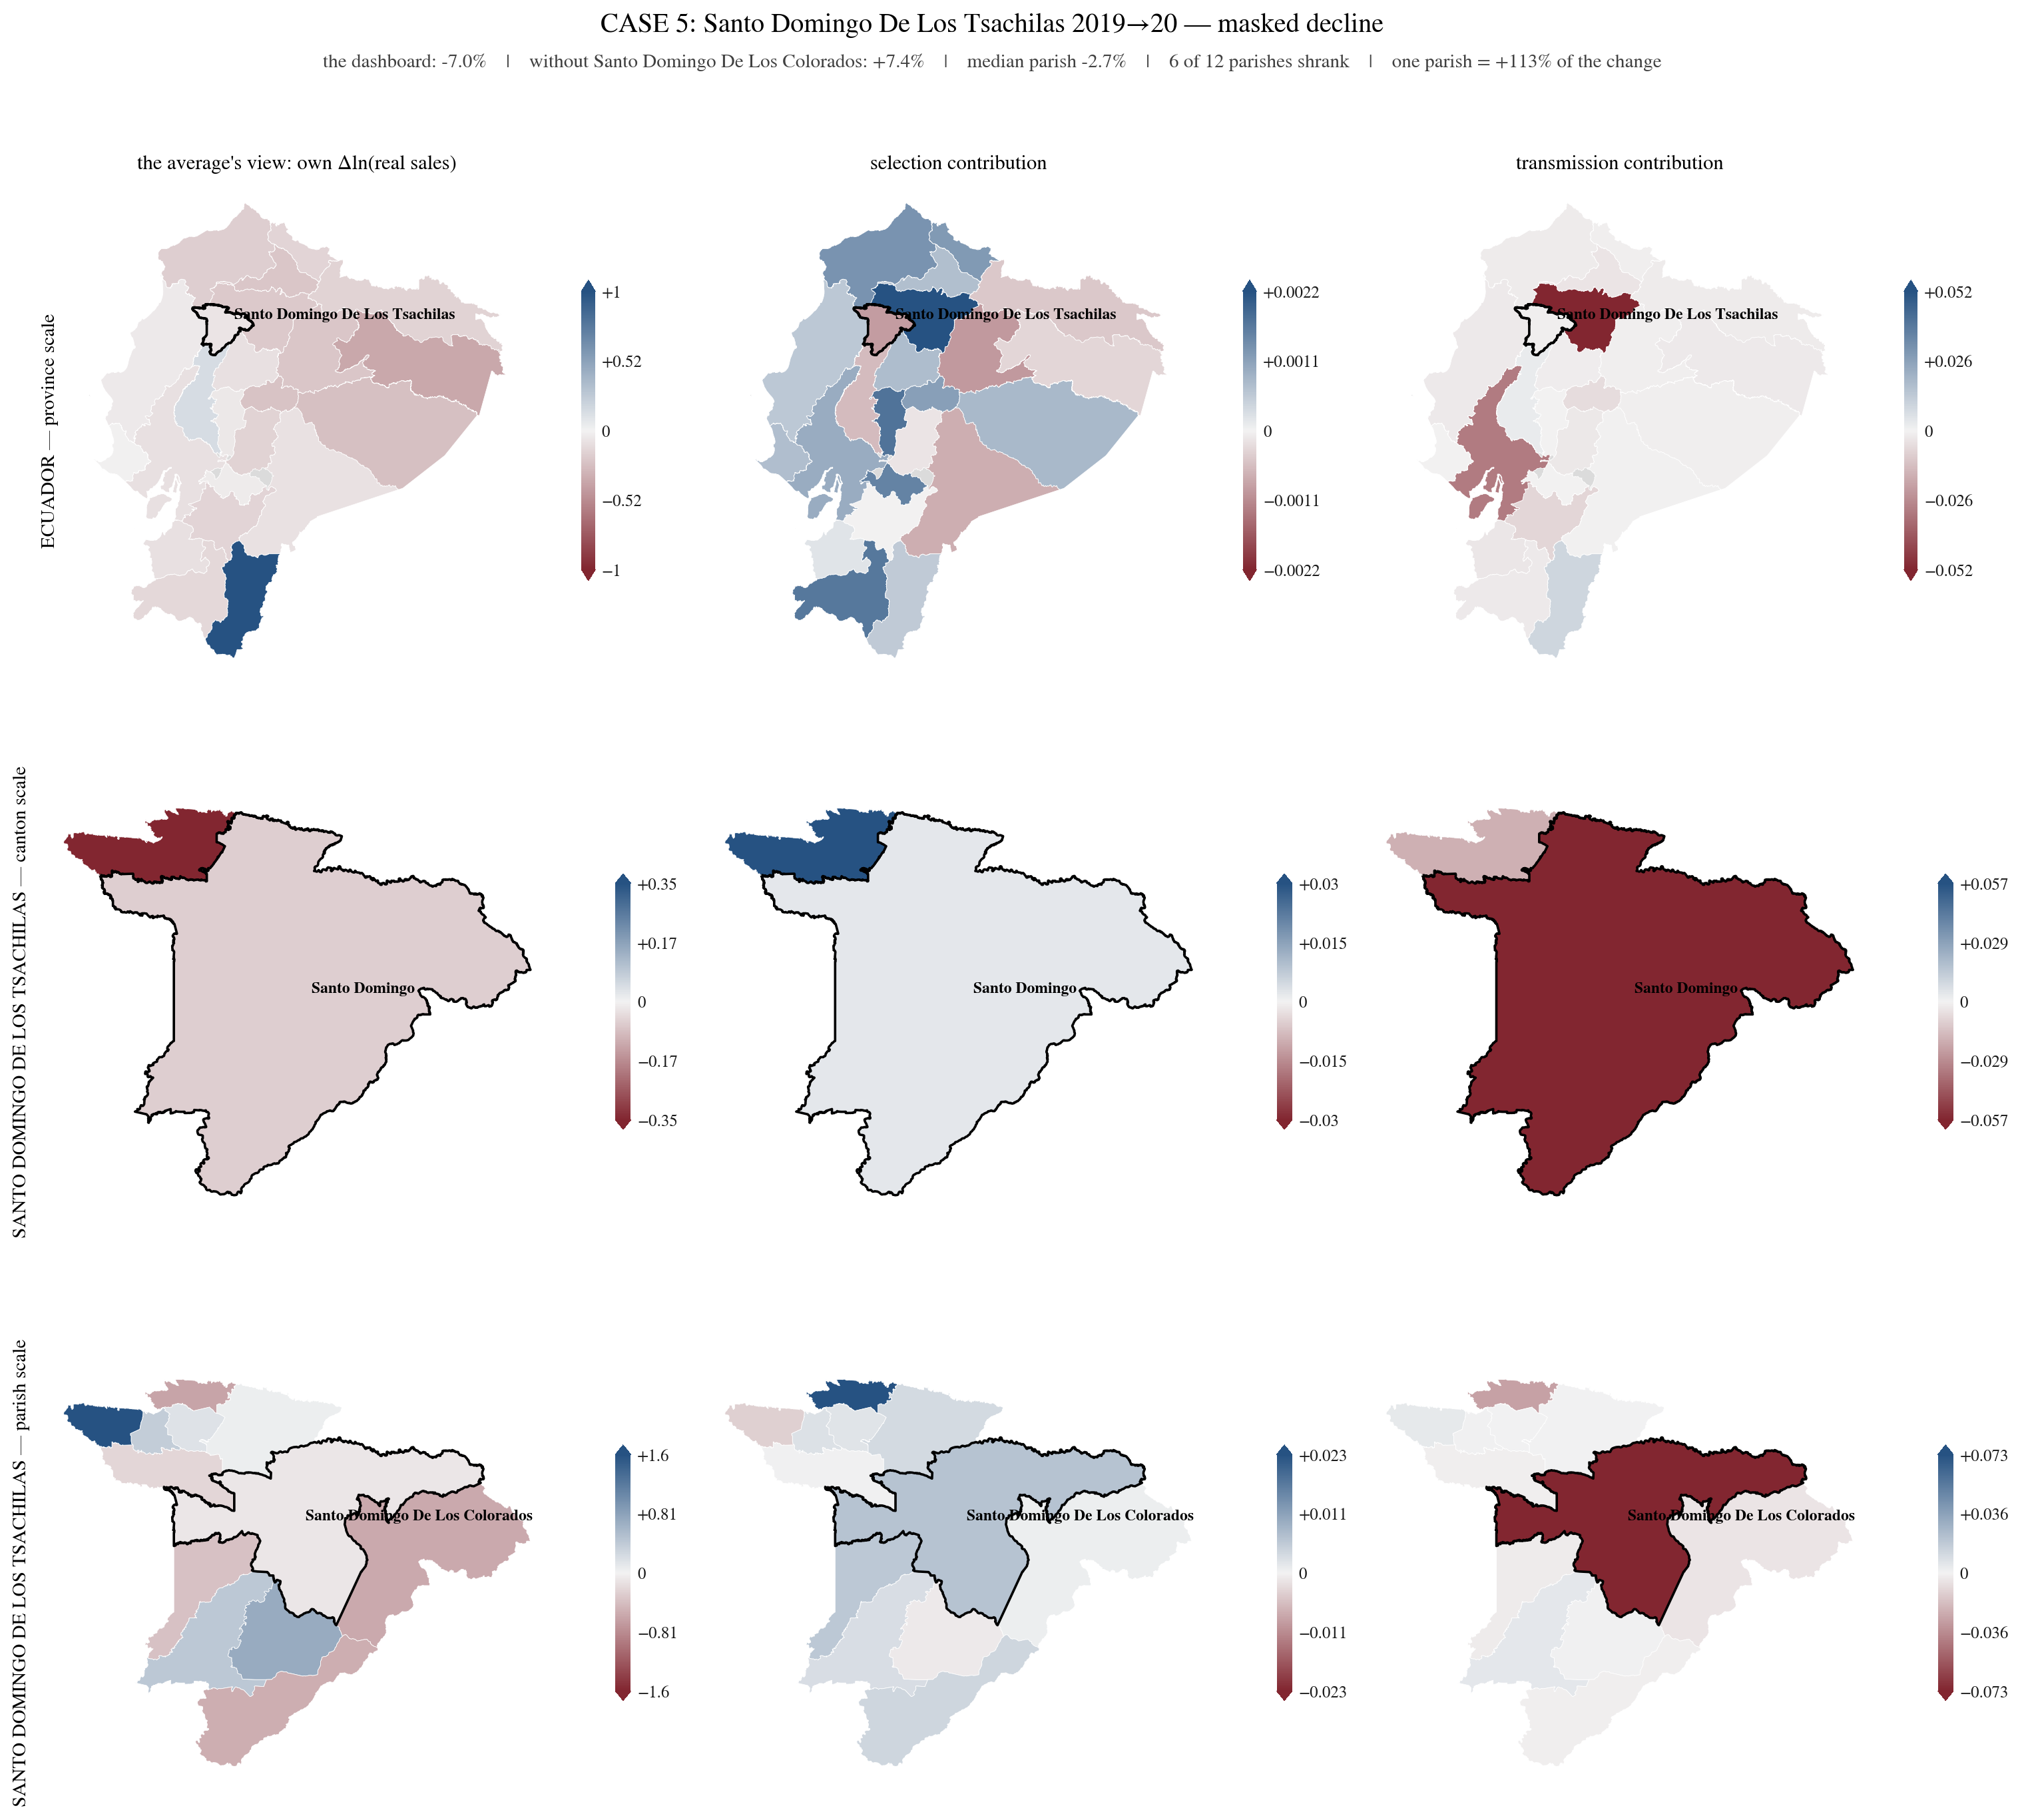 CASE 5: Santo Domingo De Los Tsachilas 2019→20 — masked decline
the dashboard: -7.0% | without Santo Domingo De Los Colorados: +7.4% | median parish -2.7% | 6 of 12 parishes shrank | one parish = +113% of the change
the average's view: own Δln(real sales)
selection contribution
transmission contribution
ECUADOR — province scale
Santo Domingo De Los Tsachilas
+1
+0.52
0
−0.52
−1
Santo Domingo De Los Tsachilas
+0.0022
+0.0011
0
−0.0011
−0.0022
Santo Domingo De Los Tsachilas
+0.052
+0.026
0
−0.026
−0.052
SANTO DOMINGO DE LOS TSACHILAS — canton scale
Santo Domingo
+0.35
+0.17
0
−0.17
−0.35
Santo Domingo
+0.03
+0.015
0
−0.015
−0.03
Santo Domingo
+0.057
+0.029
0
−0.029
−0.057
SANTO DOMINGO DE LOS TSACHILAS — parish scale
Santo Domingo De Los Colorados
+1.6
+0.81
0
−0.81
−1.6
Santo Domingo De Los Colorados
+0.023
+0.011
0
−0.011
−0.023
Santo Domingo De Los Colorados
+0.073
+0.036
0
−0.036
−0.073